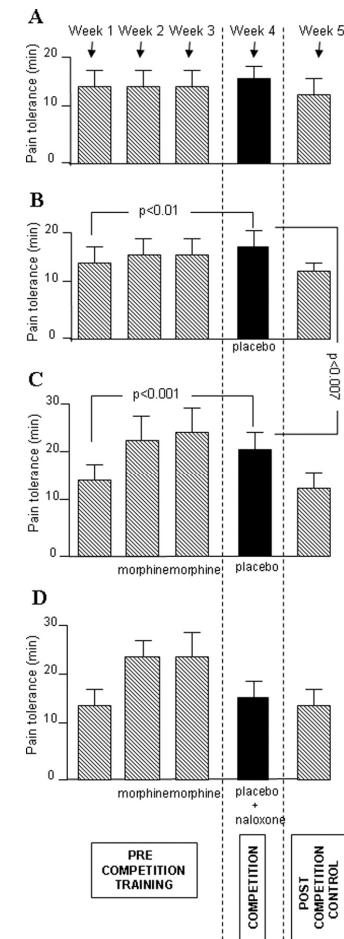 A
Week 1 Week 2 Week 3 Week 4 Week 5
Pain tolerance (min)
20
10
0
B
p<0.01
Pain tolerance (min)
20
10
0
placebo
p<0.007
C
p<0.001
Pain tolerance (min)
30
20
10
0
morphine morphine placebo
D
Pain tolerance (min)
30
20
10
0
morphine morphine placebo
+
naloxone
PRE
COMPETITION
TRAINING
COMPETITION
POST
COMPETITION
CONTROL